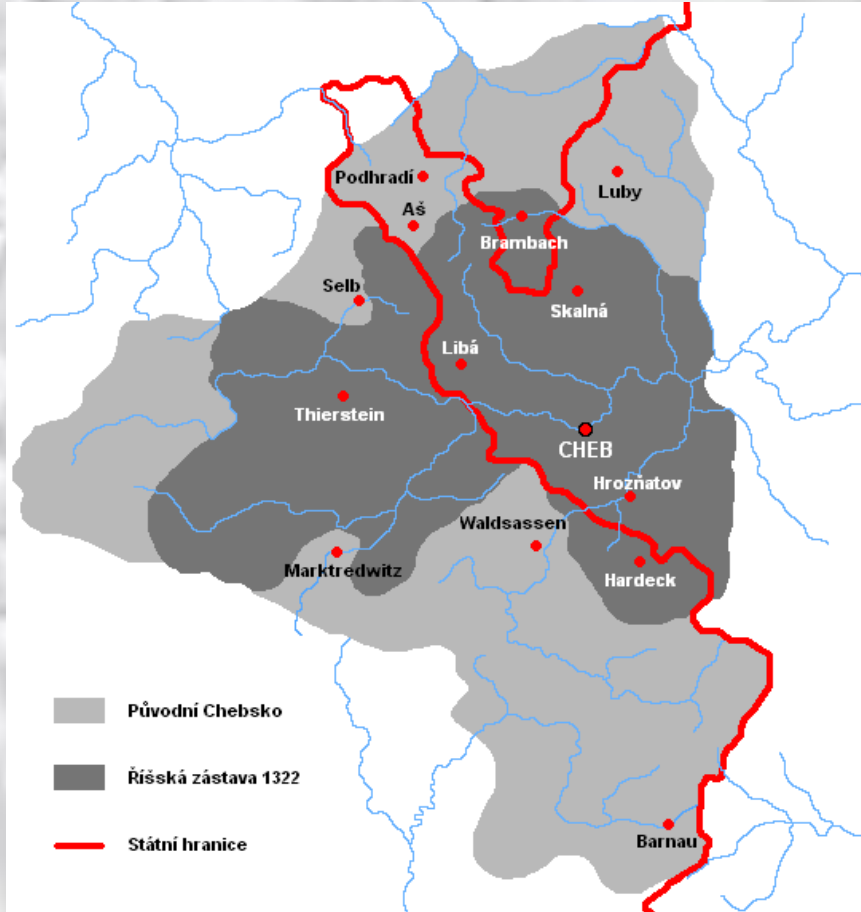 Podhradí
Luby
Aš
Brambach
Selb
Skalná
Libá
Thierstein
CHEB
Hrozňatov
Waldsassen
Marktredwitz
Hardeck
Původní Chebsko
Říšská zástava 1322
Barnau
Státní hranice